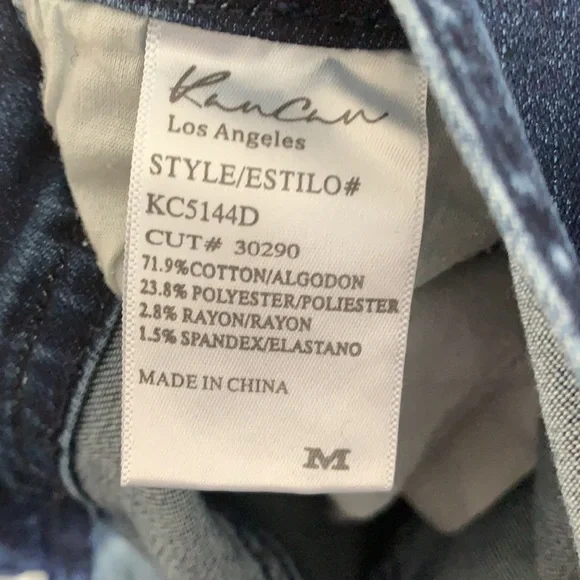 KanCan
Los Angeles
STYLE/ESTILO#
KC5144D
CUT# 30290
71.9%COTTON/ALGODON
23.8% POLYESTER/POLIESTER
2.8% RAYON/RAYON
1.5% SPANDEX/ELASTANO
MADE IN CHINA
M